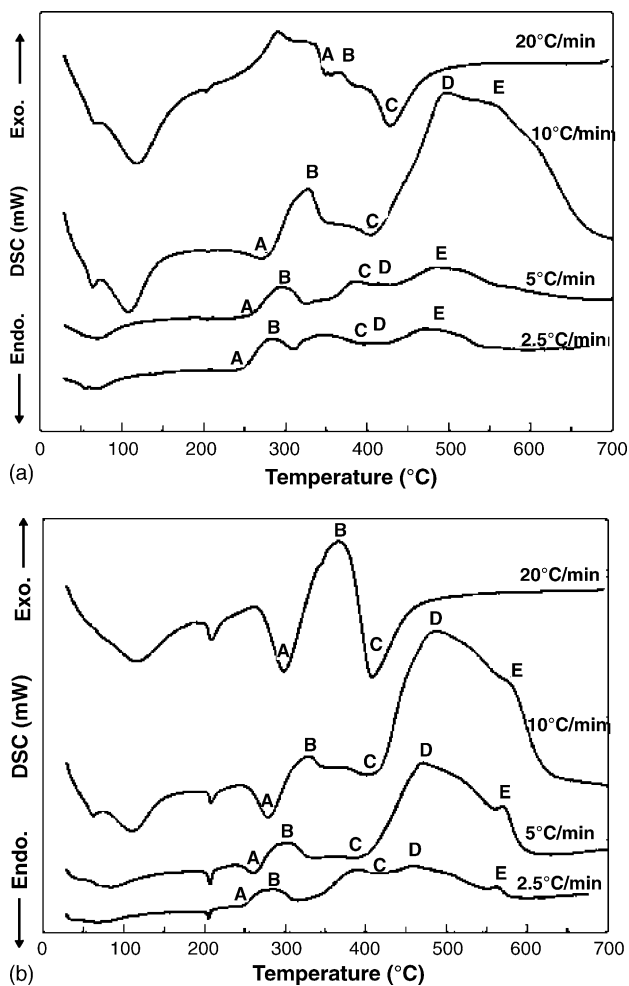 20°C/min
A
B
C
D
E
Exo.
10°C/min
B
A
C
DSC (mW)
D
E
A
B
C
5°C/min
Endo.
A
B
C
D
E
2.5°C/min
0 100 200 300 400 500 600 700
(a)
Temperature (°C)
B
Exo.
20°C/min
A
C
D
E
DSC (mW)
10°C/min
B
A
C
D
E
5°C/min
A
B
C
Endo.
A
B
C
D
E
2.5°C/min
0 100 200 300 400 500 600 700
(b)
Temperature (°C)